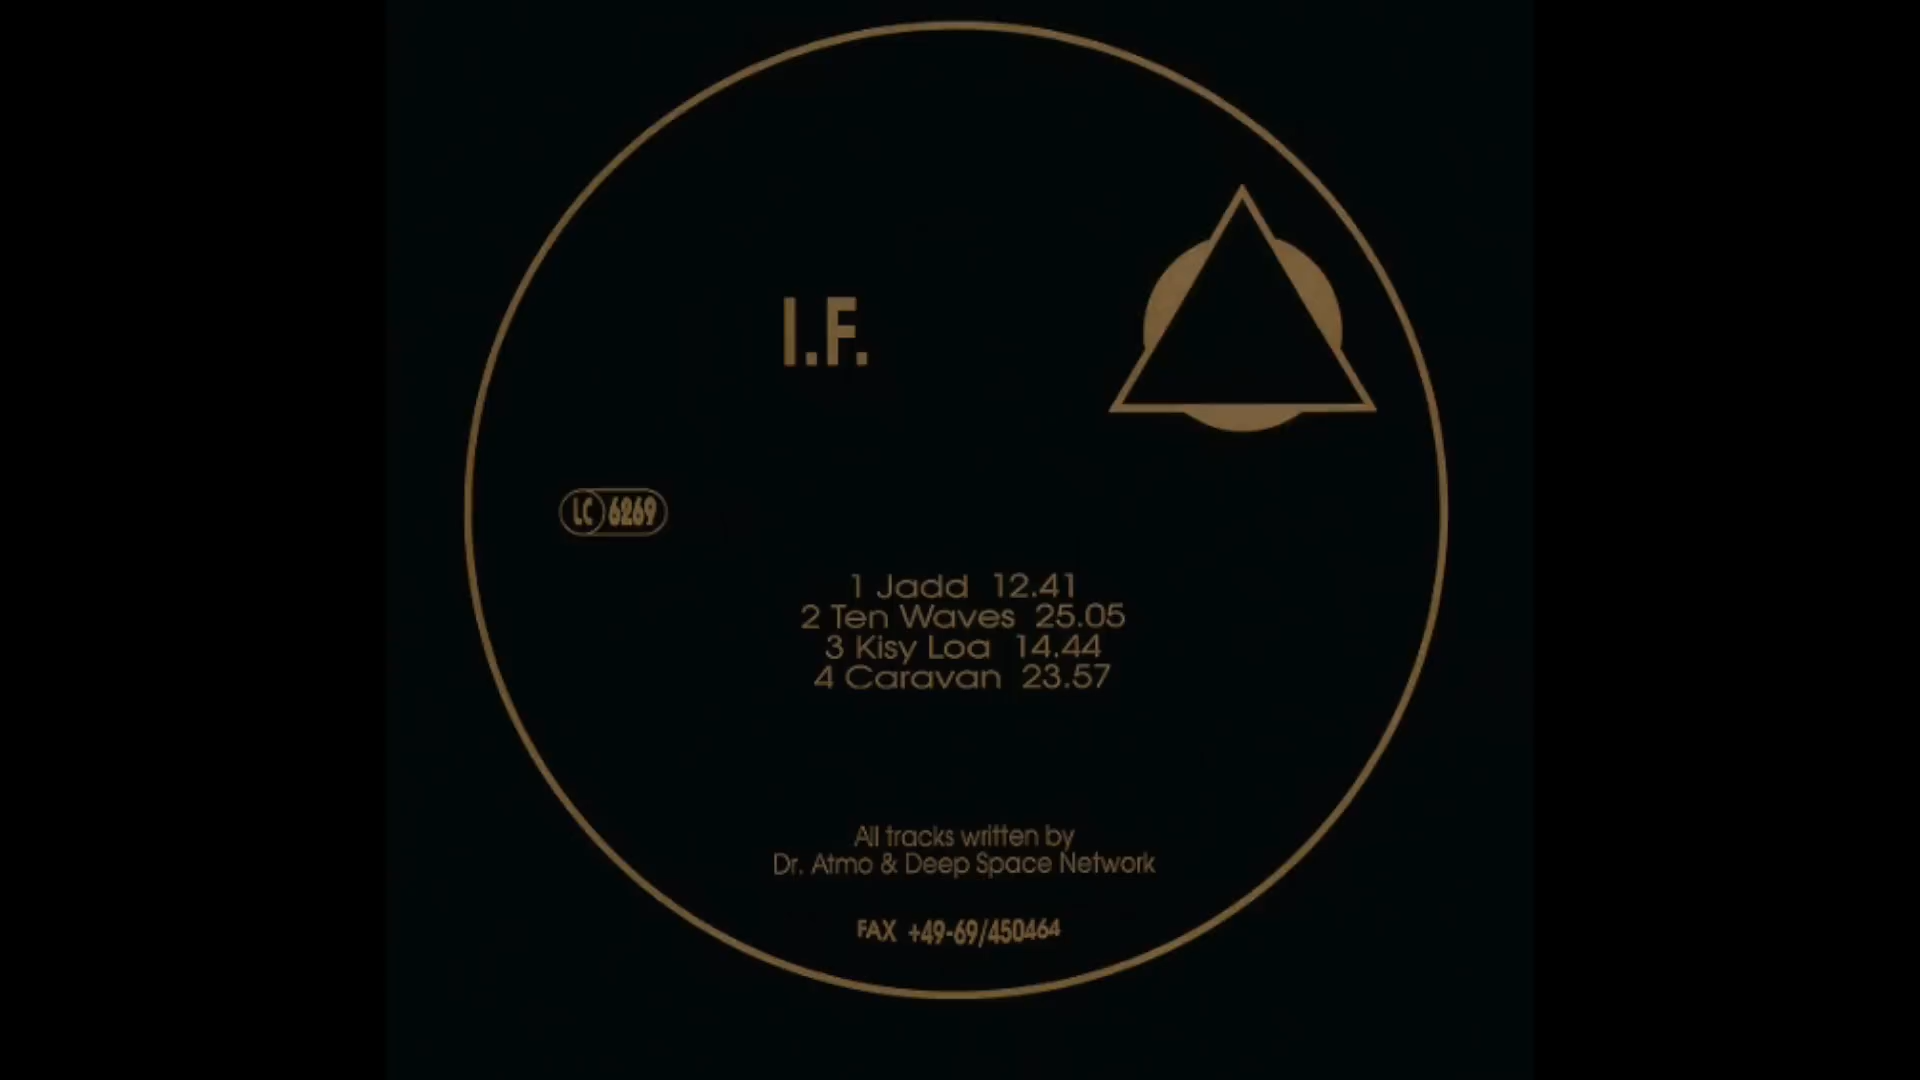 I.F.
LC 6269
1 Jadd 12.41
2 Ten Waves 25.05
3 Kisy Loa 14.44
4 Caravan 23.57
All tracks written by
Dr. Atmo & Deep Space Network
FAX +49-69/450464